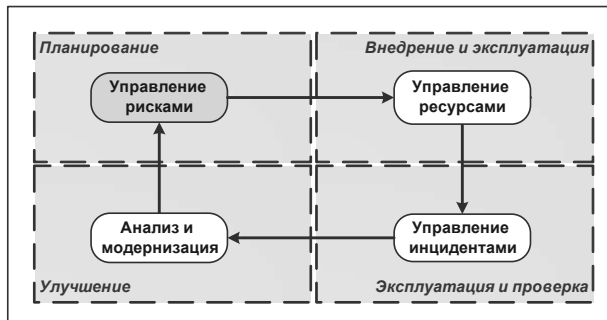 Планирование
Внедрение и эксплуатация
Управление
рисками
Управление
ресурсами
Анализ и
модернизация
Управление
инцидентами
Улучшение
Эксплуатация и проверка